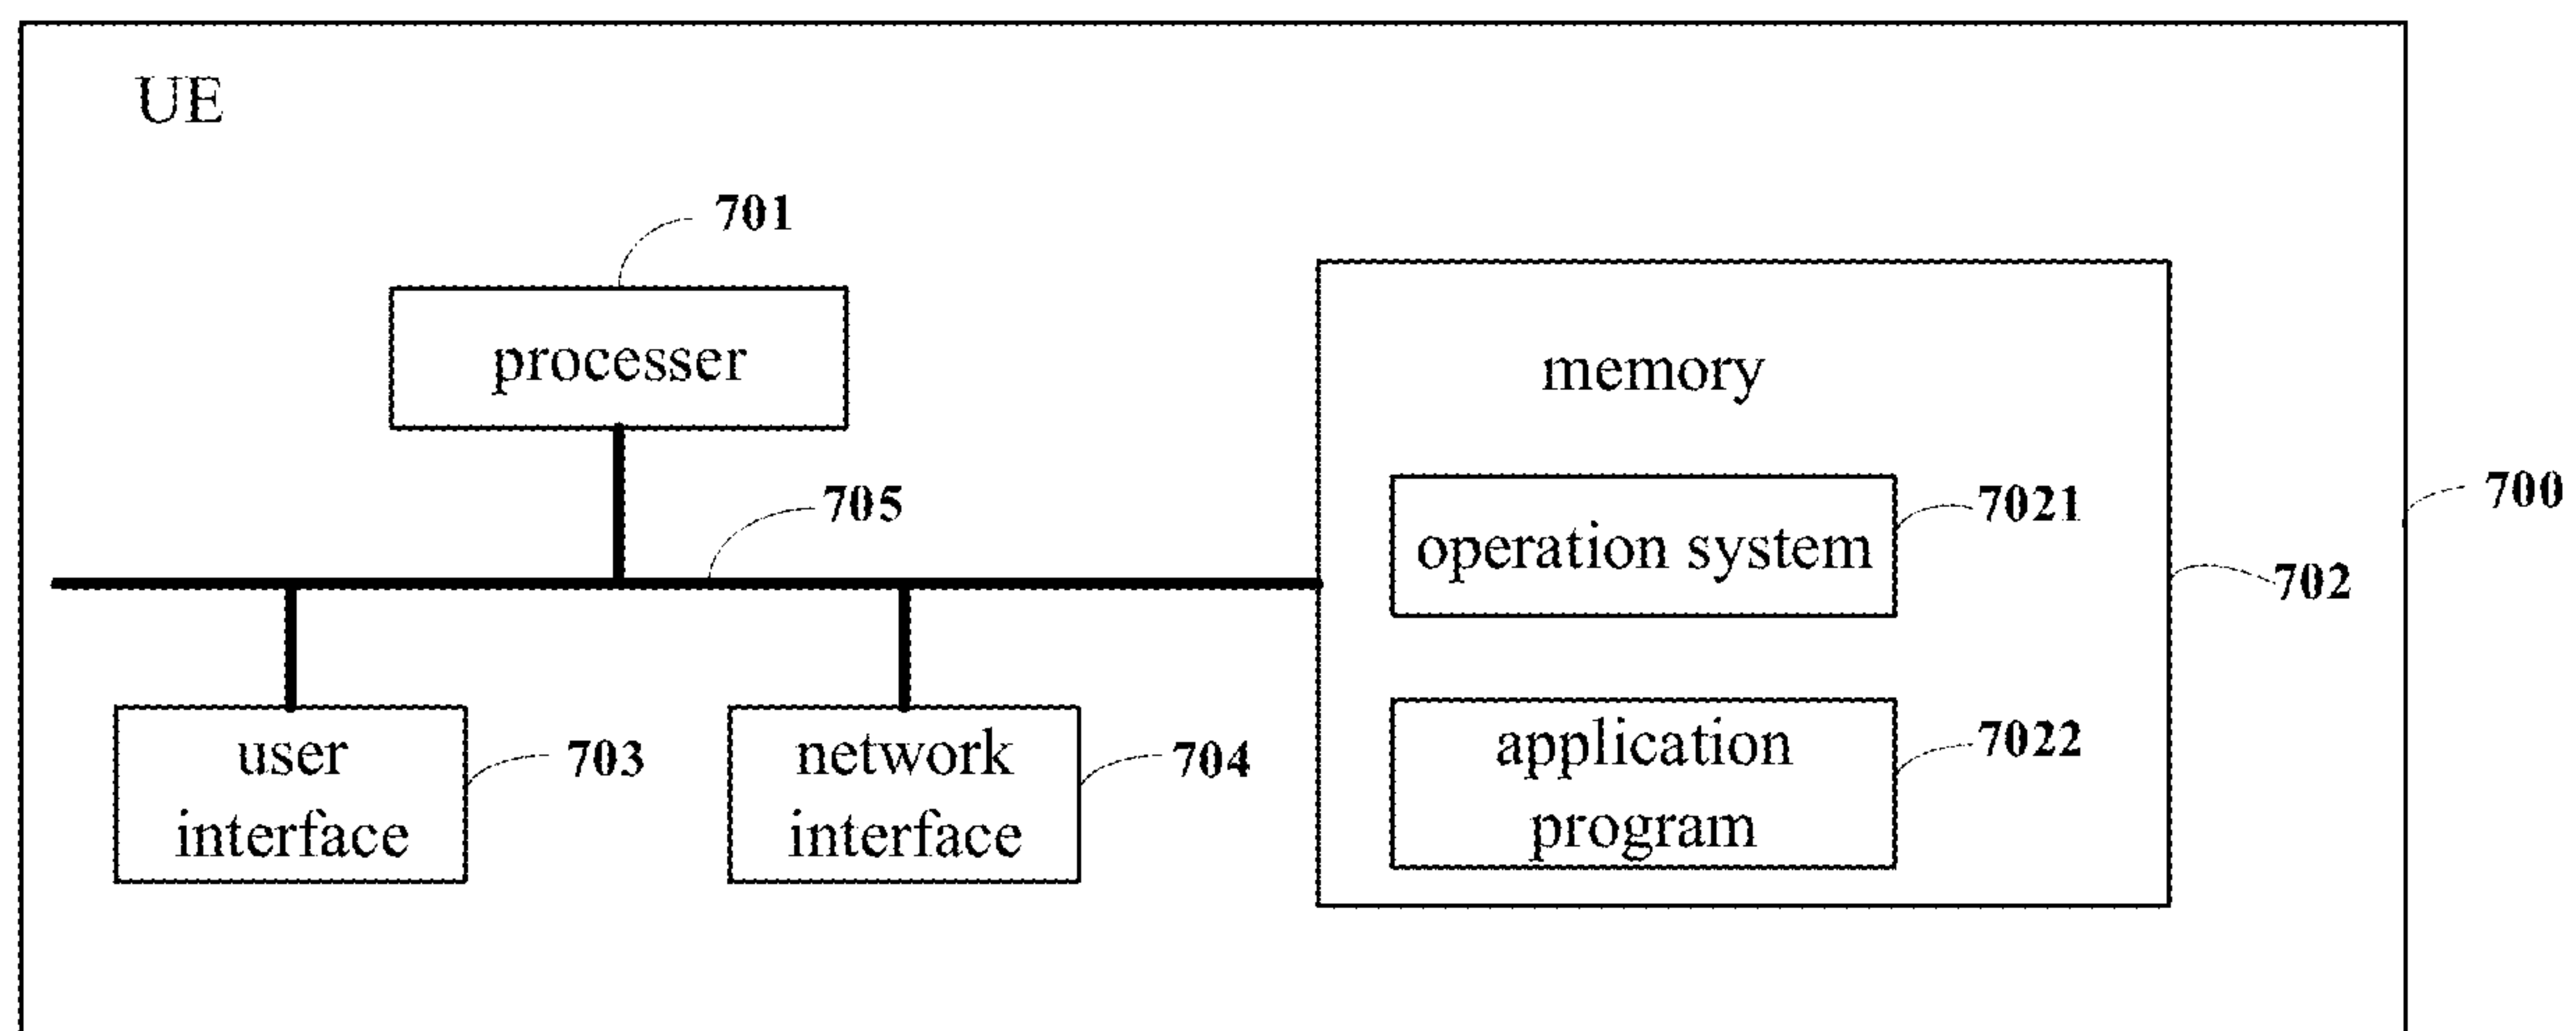 UE
701
processer
memory
705
7021
700
operation system
702
user
interface
703
network
interface
704
application
program
7022